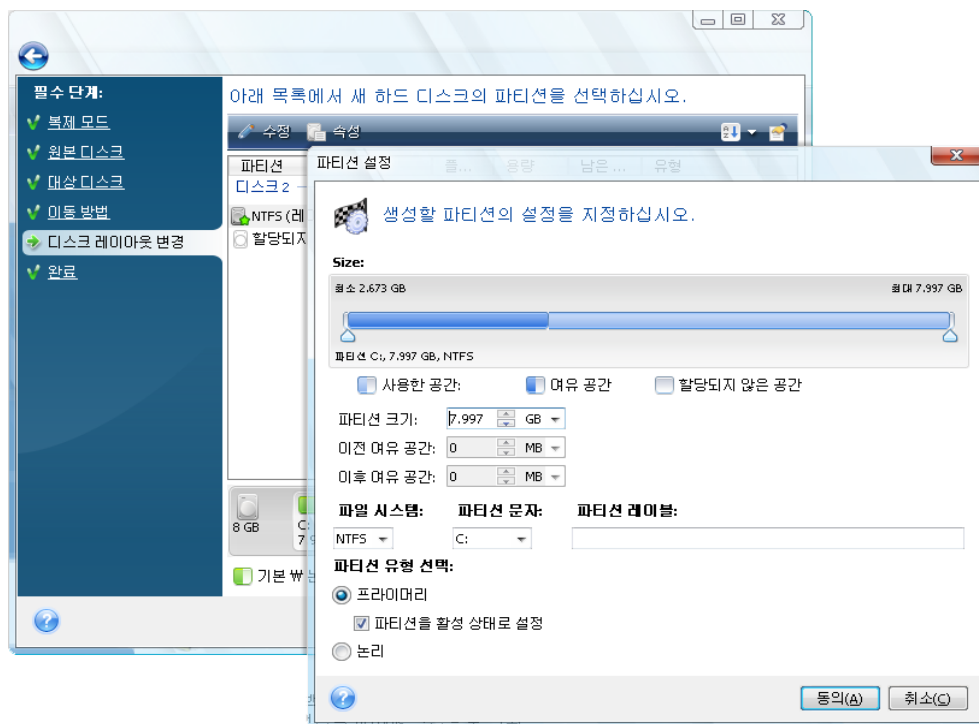 필수 단계:
복제 모드
원본 디스크
대상 디스크
이동 방법
디스크 레이아웃 변경
완료
아래 목록에서 새 하드 디스크의 파티션을 선택하십시오.
수정 속성
파티션 플... 용량 남은 ... 유형
디스크 2
NTFS (레
할당되지
8 GB
C:
기본 ₩
파티션 설정
생성할 파티션의 설정을 지정하십시오.
Size:
최소 2.673 GB 최대 7.997 GB
파티션 C:, 7.997 GB, NTFS
사용한 공간: 여유 공간 할당되지 않은 공간
파티션 크기: 7.997 GB
이전 여유 공간: 0 MB
이후 여유 공간: 0 MB
파일 시스템: 파티션 문자: 파티션 레이블:
NTFS C:
파티션 유형 선택:
프라이머리
파티션을 활성 상태로 설정
논리
동의(A) 취소(C)